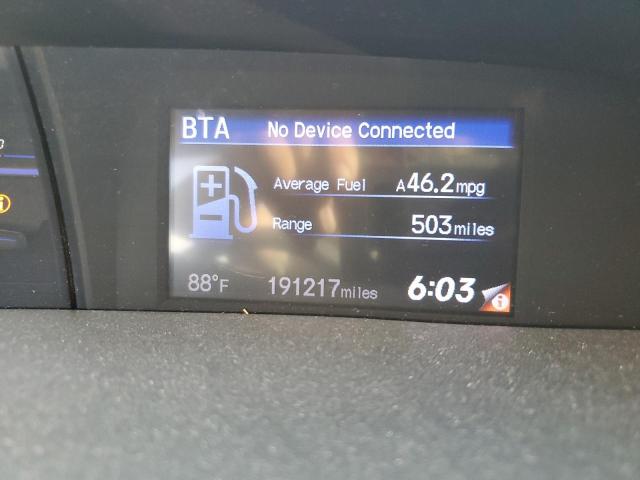 BTA No Device Connected
Average Fuel A46.2mpg
Range 503miles
88°F 191217miles 6:03